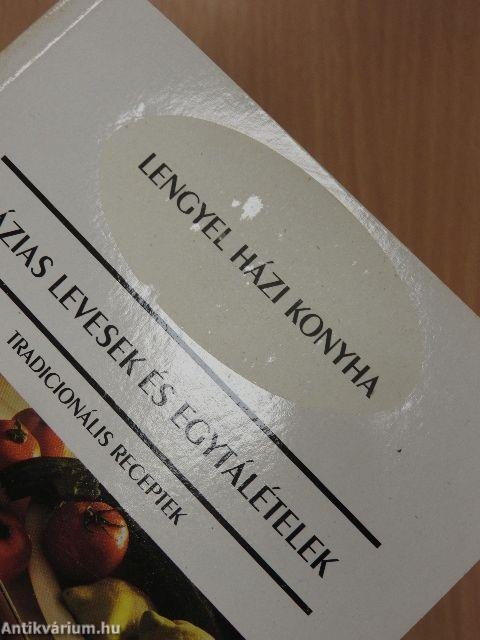 LENGYEL HÁZI KONYHA
ÁZIAS LEVESEK ÉS EGYTÁLÉTELEK
TRADICIONÁLIS RECEPTEK
Antikvárium.hu